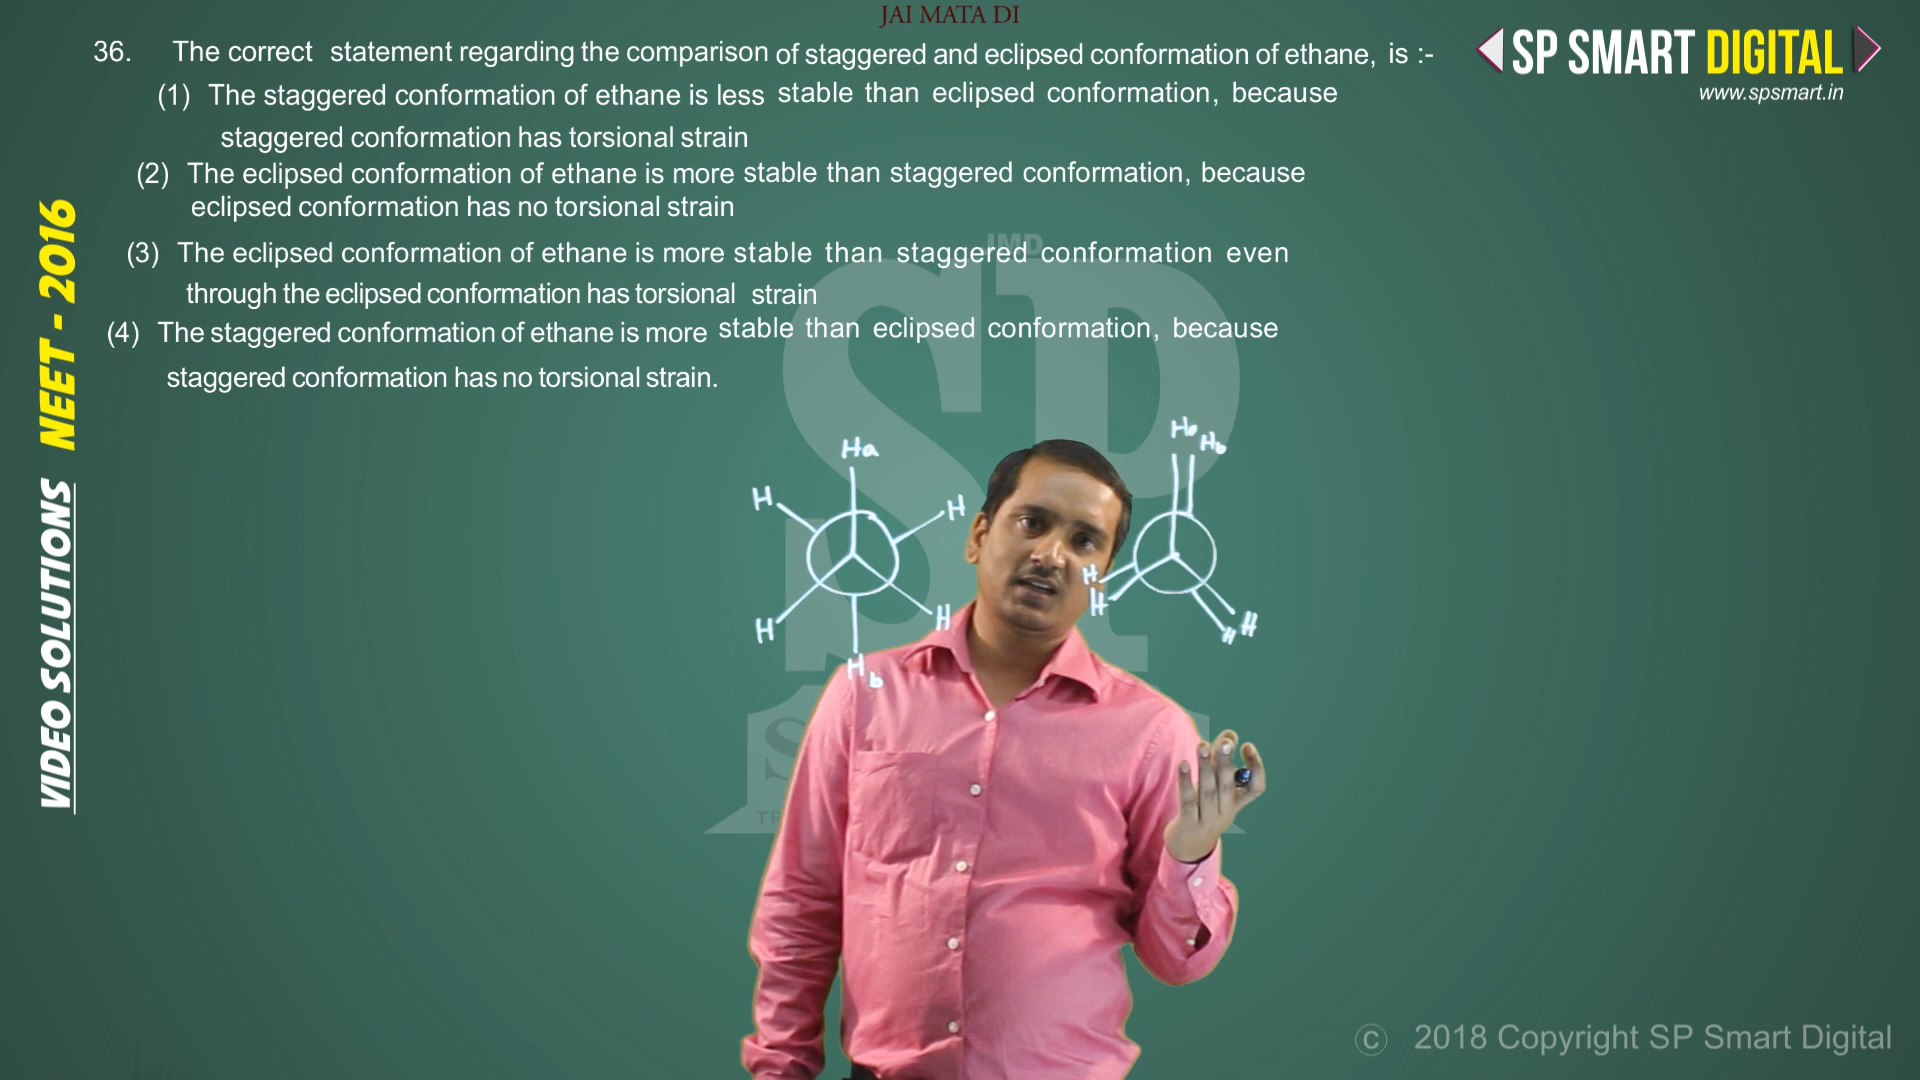 JAI MATA DI
36. The correct statement regarding the comparison of staggered and eclipsed conformation of ethane, is :-
(1) The staggered conformation of ethane is less stable than eclipsed conformation, because
staggered conformation has torsional strain
(2) The eclipsed conformation of ethane is more stable than staggered conformation, because
eclipsed conformation has no torsional strain
(3) The eclipsed conformation of ethane is more stable than staggered conformation even
through the eclipsed conformation has torsional strain
(4) The staggered conformation of ethane is more stable than eclipsed conformation, because
staggered conformation has no torsional strain.
SP SMART DIGITAL
www.spsmart.in
VIDEO SOLUTIONS NEET - 2016
JMD
SP
Ha
H
H
H
H
Hb
Ha
Hb
H
H
H
H
© 2018 Copyright SP Smart Digital